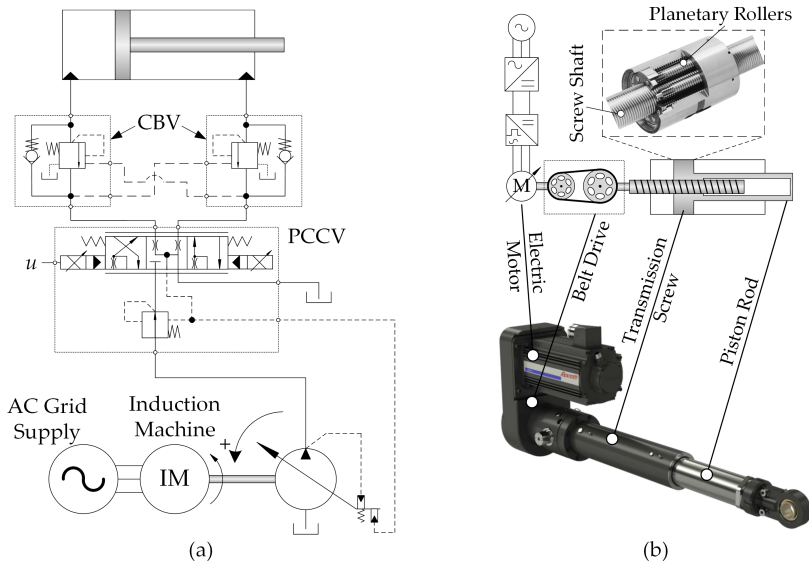 CBV
PCCV
u
AC Grid
Supply
Induction
Machine
+
IM
(a)
Planetary Rollers
Screw Shaft
M
Electric
Motor
Belt Drive
Transmission
Screw
Piston Rod
(b)